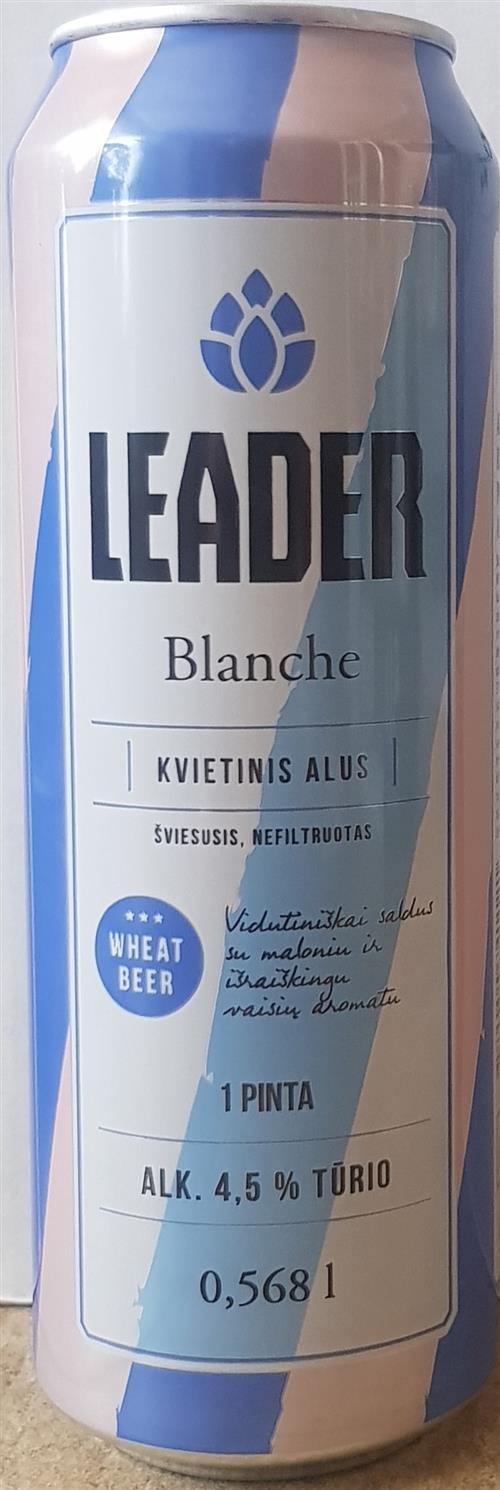 LEADER
Blanche
KVIETINIS ALUS
ŠVIESUSIS, NEFILTRUOTAS
WHEAT
BEER
Vidutiniškai saldus
su maloniu ir
išraiškingu
vaisių aromatu
1 PINTA
ALK. 4,5 % TŪRIO
0,568 l